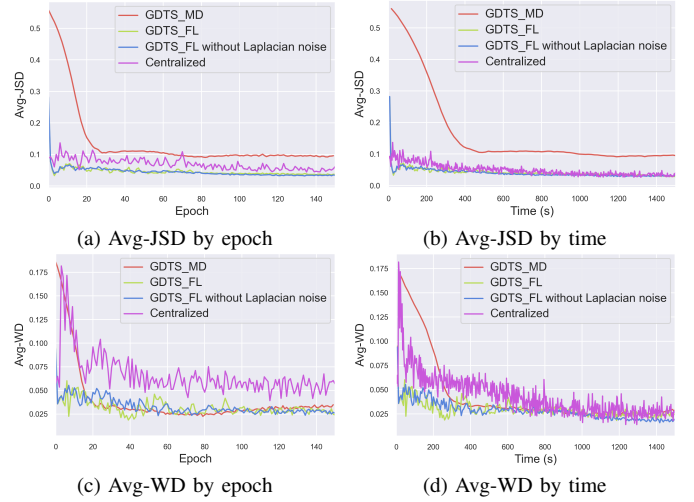 GDTS_MD
GDTS_FL
GDTS_FL without Laplacian noise
Centralized
Avg-JSD
0.5
0.4
0.3
0.2
0.1
0.0
0 20 40 60 80 100 120 140
Epoch
(a) Avg-JSD by epoch
GDTS_MD
GDTS_FL
GDTS_FL without Laplacian noise
Centralized
Avg-JSD
0.5
0.4
0.3
0.2
0.1
0.0
0 200 400 600 800 1000 1200 1400
Time (s)
(b) Avg-JSD by time
GDTS_MD
GDTS_FL
GDTS_FL without Laplacian noise
Centralized
Avg-WD
0.175
0.150
0.125
0.100
0.075
0.050
0.025
0 20 40 60 80 100 120 140
Epoch
(c) Avg-WD by epoch
GDTS_MD
GDTS_FL
GDTS_FL without Laplacian noise
Centralized
Avg-WD
0.175
0.150
0.125
0.100
0.075
0.050
0.025
0 200 400 600 800 1000 1200 1400
Time (s)
(d) Avg-WD by time